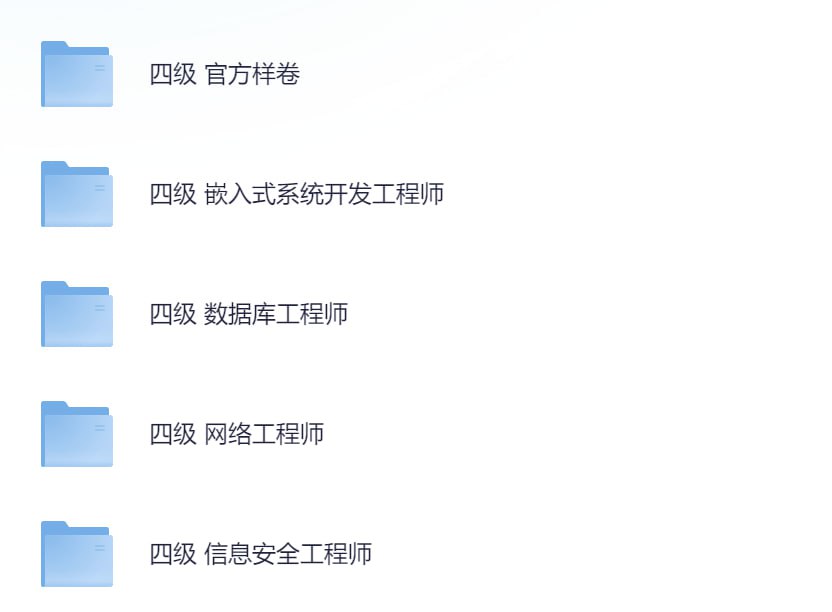 四级 官方样卷
四级 嵌入式系统开发工程师
四级 数据库工程师
四级 网络工程师
四级 信息安全工程师